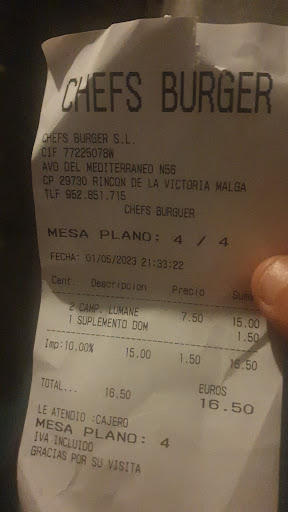 CHEFS BURGER
CHEFS BURGER S.L.
CIF 77225078W
AVD DEL MEDITERRANEO N56
CP 29730 RINCON DE LA VICTORIA MALGA
TLF 952.851.715
CHEFS BURGUER
MESA PLANO: 4 / 4
FECHA: 01/05/2023 21:33:22
Cant. Descripcion Precio Suma
2 CAMP. LUMANE 7.50 15.00
1 SUPLEMENTO DOM 1.50
Imp:10.00% 15.00 1.50 16.50
TOTAL... 16.50 EUROS
16.50
LE ATENDIO :CAJERO
MESA PLANO: 4
IVA INCLUIDO
GRACIAS POR SU VISITA